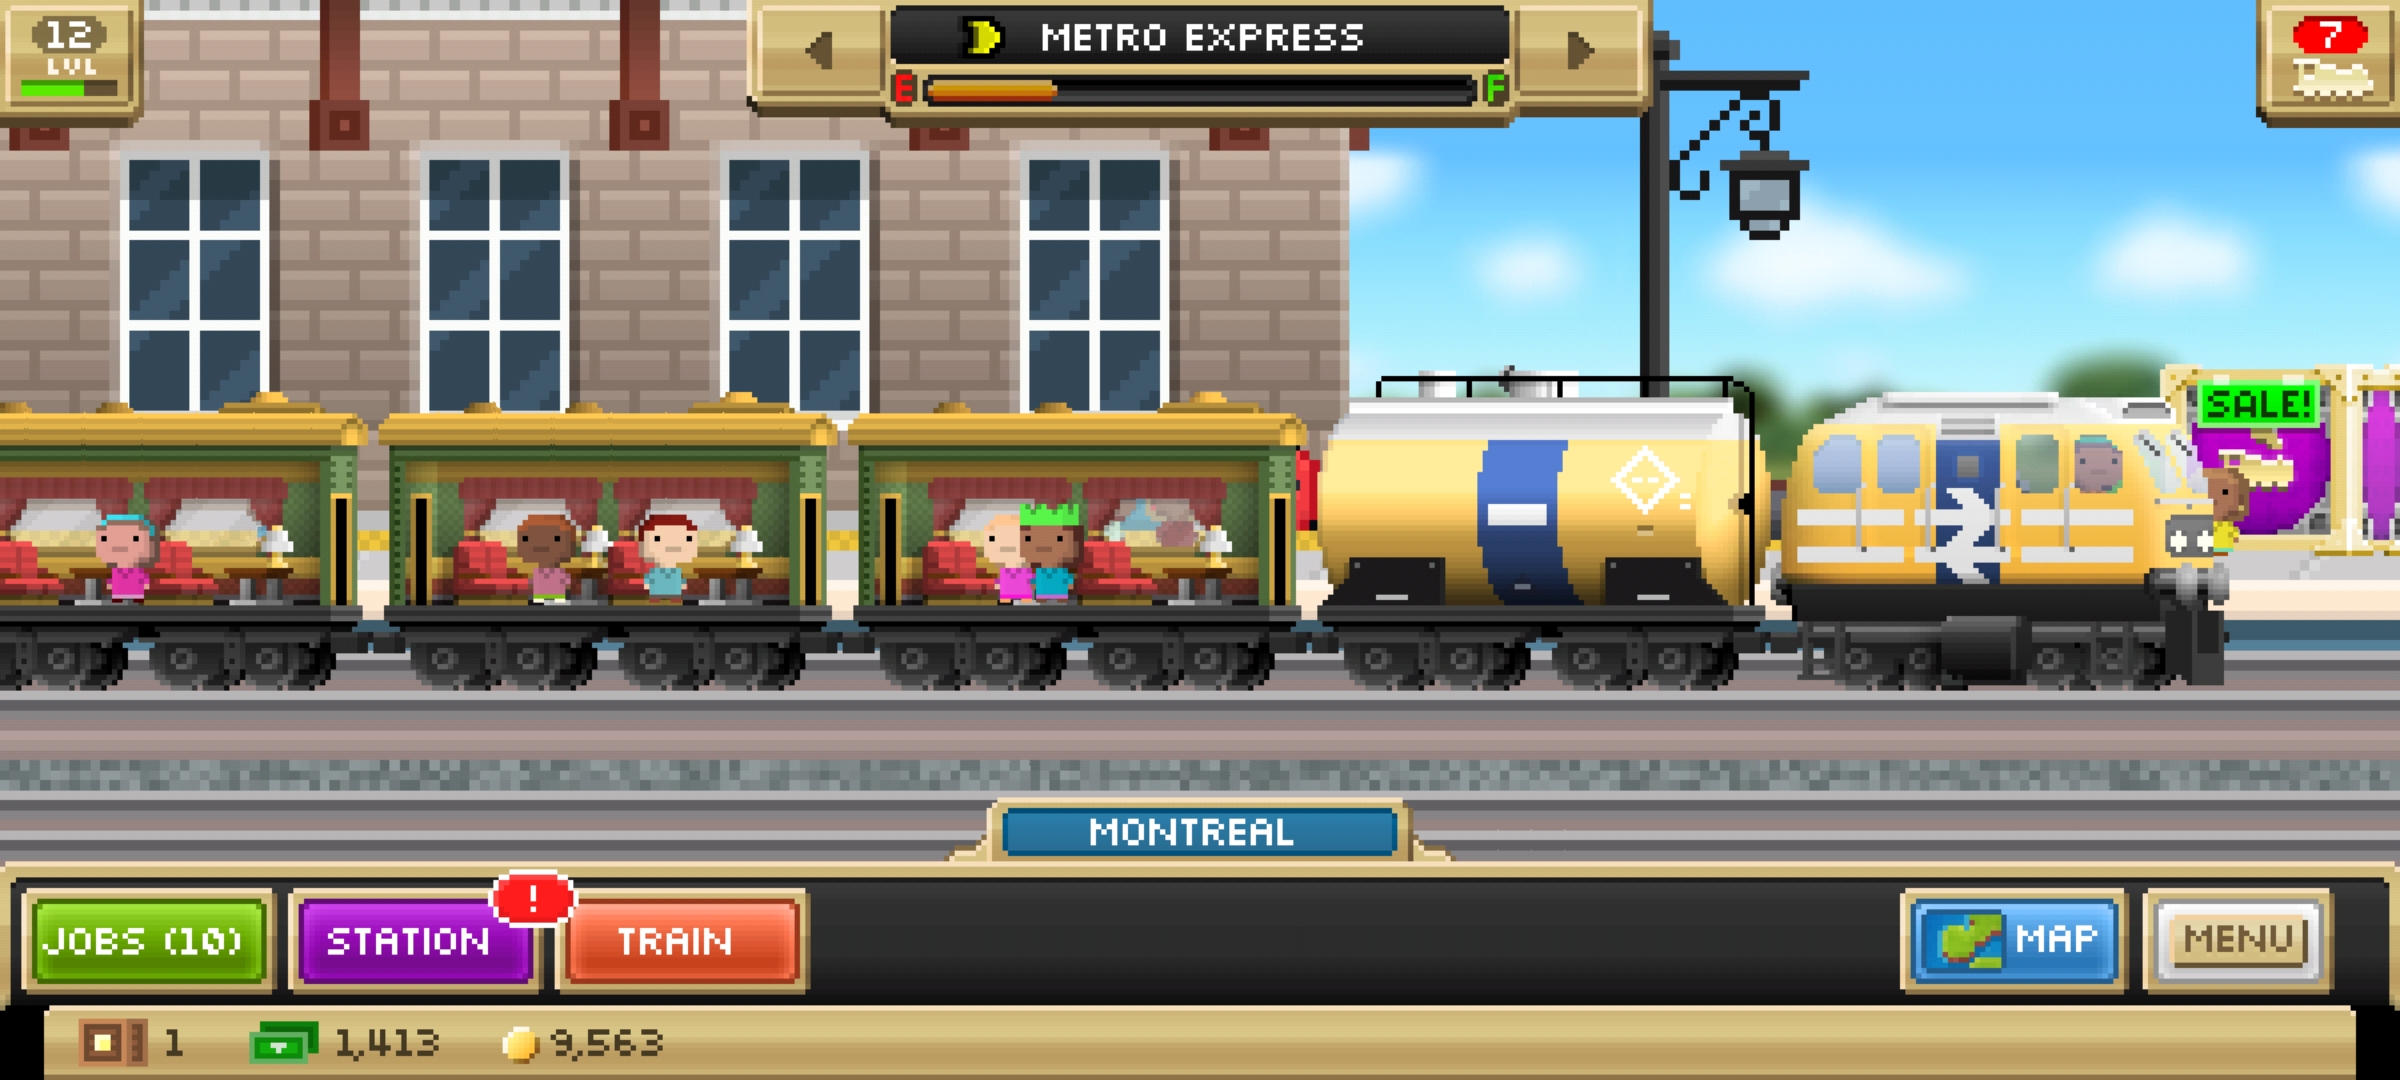 12
LVL
METRO EXPRESS
E F
7
SALE!
MONTREAL
JOBS (10)
STATION
!
TRAIN
MAP
MENU
1
1,413
9,563